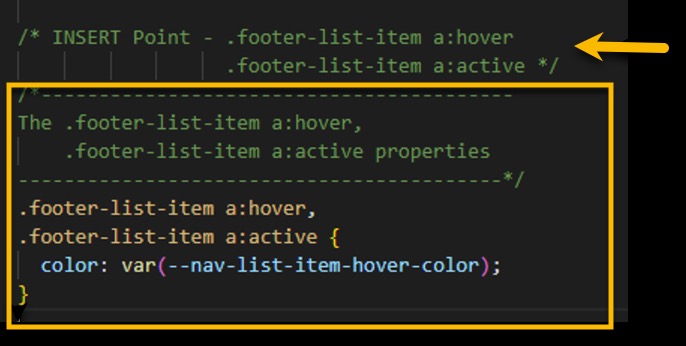 /* INSERT Point - .footer-list-item a:hover
.footer-list-item a:active */
/*-----------------------------------------
The .footer-list-item a:hover,
.footer-list-item a:active properties
------------------------------------------*/
.footer-list-item a:hover,
.footer-list-item a:active {
color: var(--nav-list-item-hover-color);
}